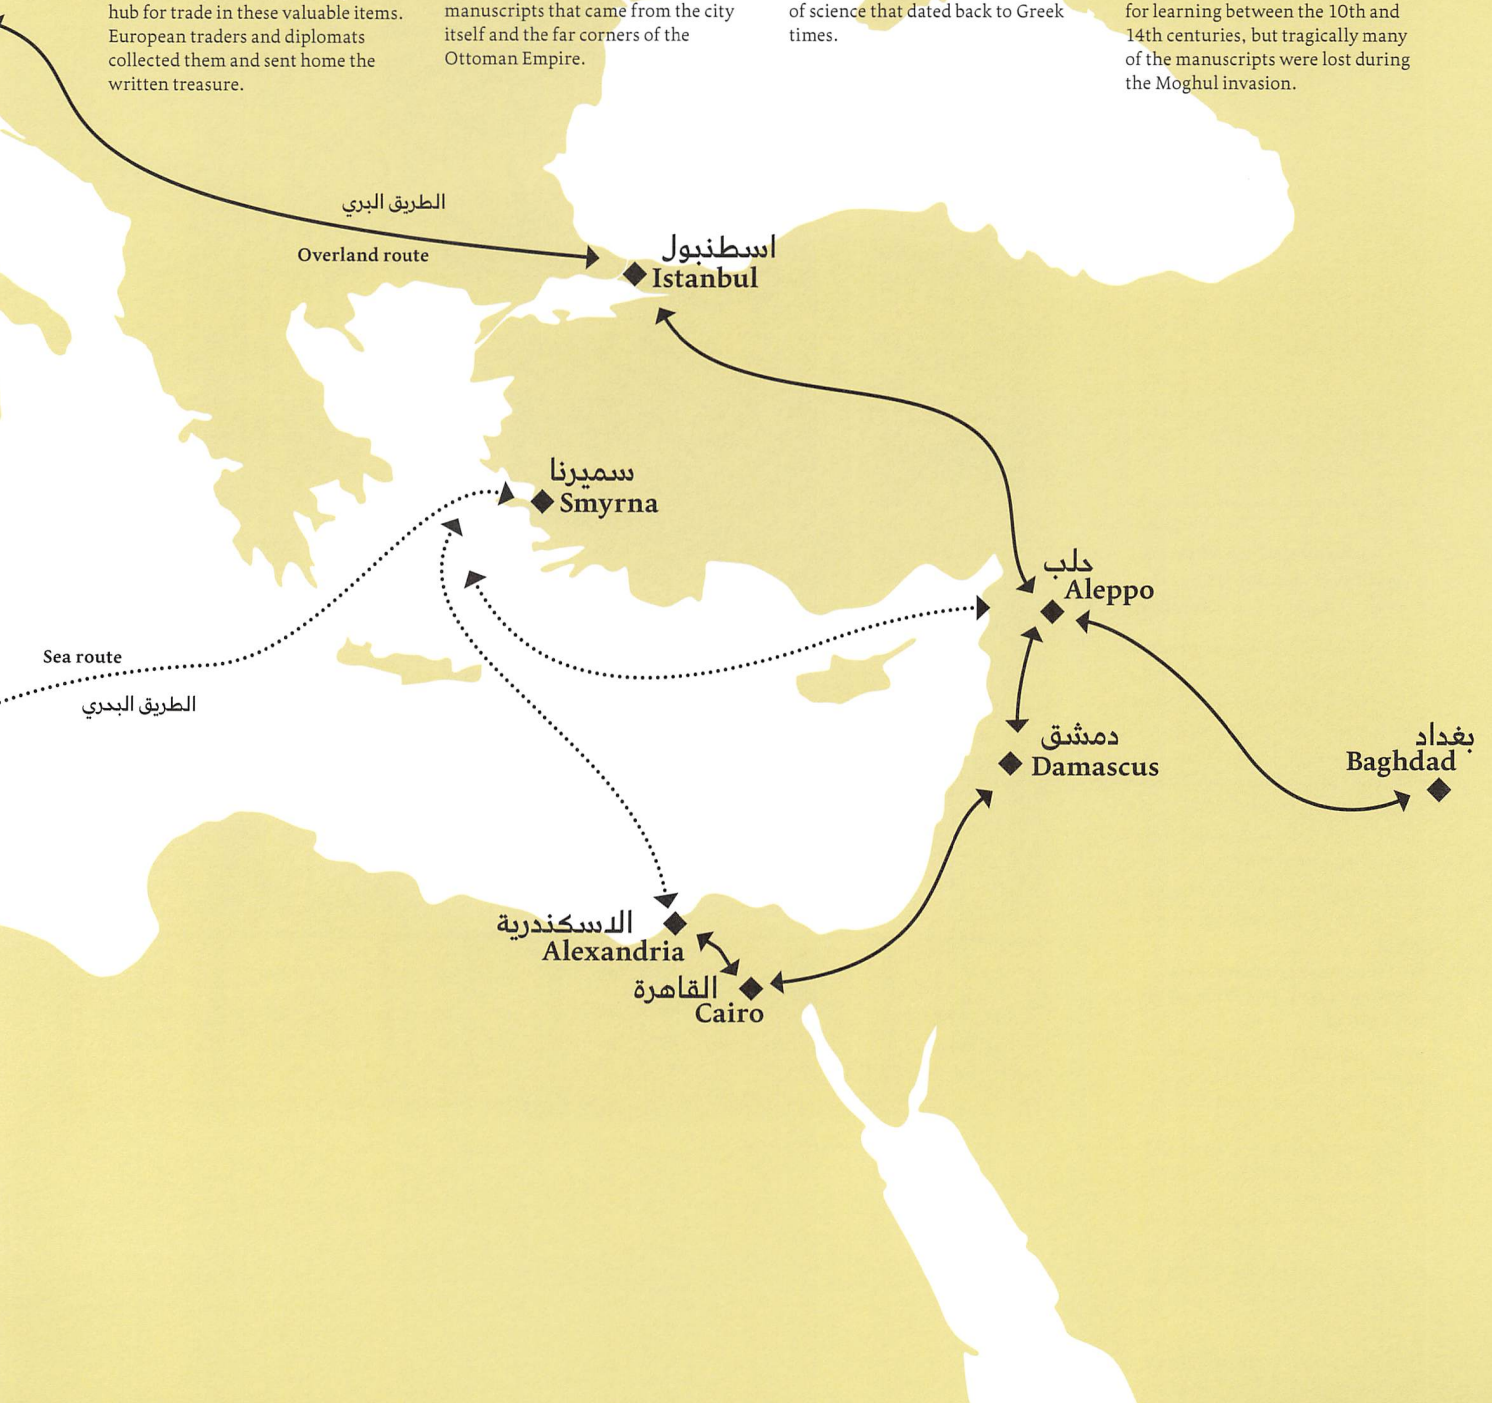 hub for trade in these valuable items.
European traders and diplomats
collected them and sent home the
written treasure.
manuscripts that came from the city
itself and the far corners of the
Ottoman Empire.
of science that dated back to Greek
times.
for learning between the 10th and
14th centuries, but tragically many
of the manuscripts were lost during
the Moghul invasion.
الطريق البري
Overland route
اسطنبول
Istanbul
سميرنا
Smyrna
حلب
Aleppo
Sea route
الطريق البحري
دمشق
Damascus
بغداد
Baghdad
الاسكندرية
Alexandria
القاهرة
Cairo